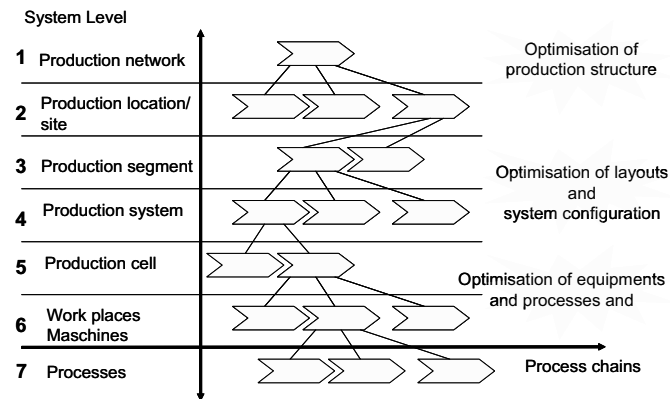 System Level
1 Production network
Optimisation of
production structure
2 Production location/
site
3 Production segment
Optimisation of layouts
and
system configuration
4 Production system
5 Production cell
Optimisation of equipments
and processes and
6 Work places
Maschines
7 Processes
Process chains